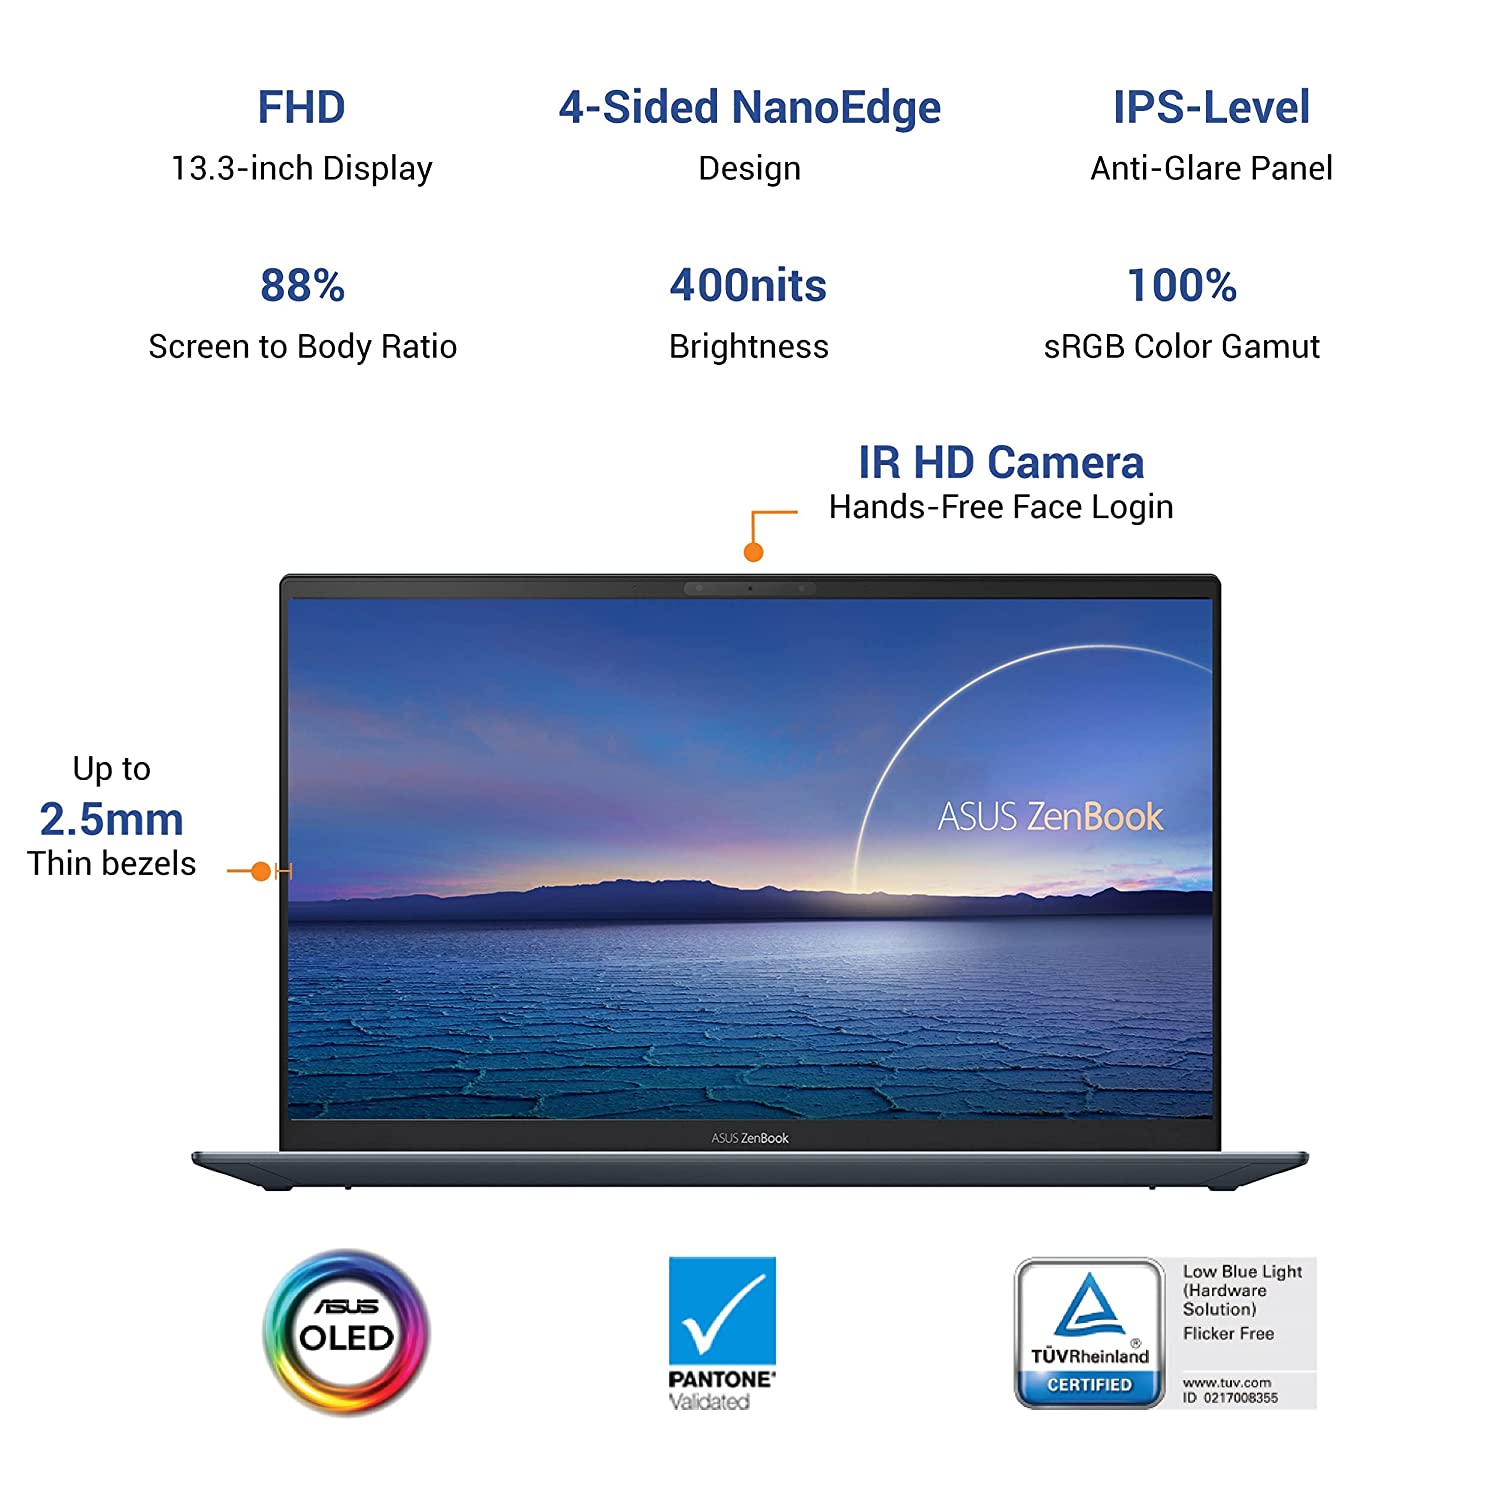 FHD
13.3-inch Display
4-Sided NanoEdge
Design
IPS-Level
Anti-Glare Panel
88%
Screen to Body Ratio
400nits
Brightness
100%
sRGB Color Gamut
IR HD Camera
Hands-Free Face Login
Up to
2.5mm
Thin bezels
ASUS ZenBook
ASUS ZenBook
ASUS
OLED
PANTONE®
Validated
TÜVRheinland®
CERTIFIED
Low Blue Light
(Hardware
Solution)
Flicker Free
www.tuv.com
ID 0217008355